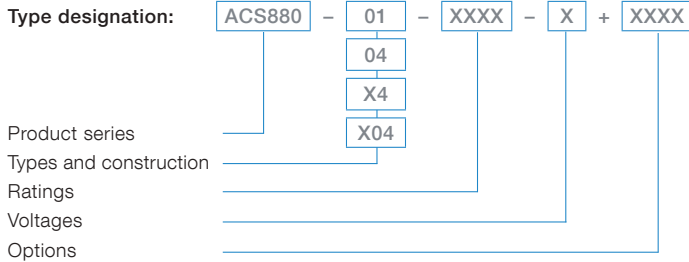 Type designation: ACS880 – 01 – XXXX – X + XXXX
04
X4
X04
Product series
Types and construction
Ratings
Voltages
Options